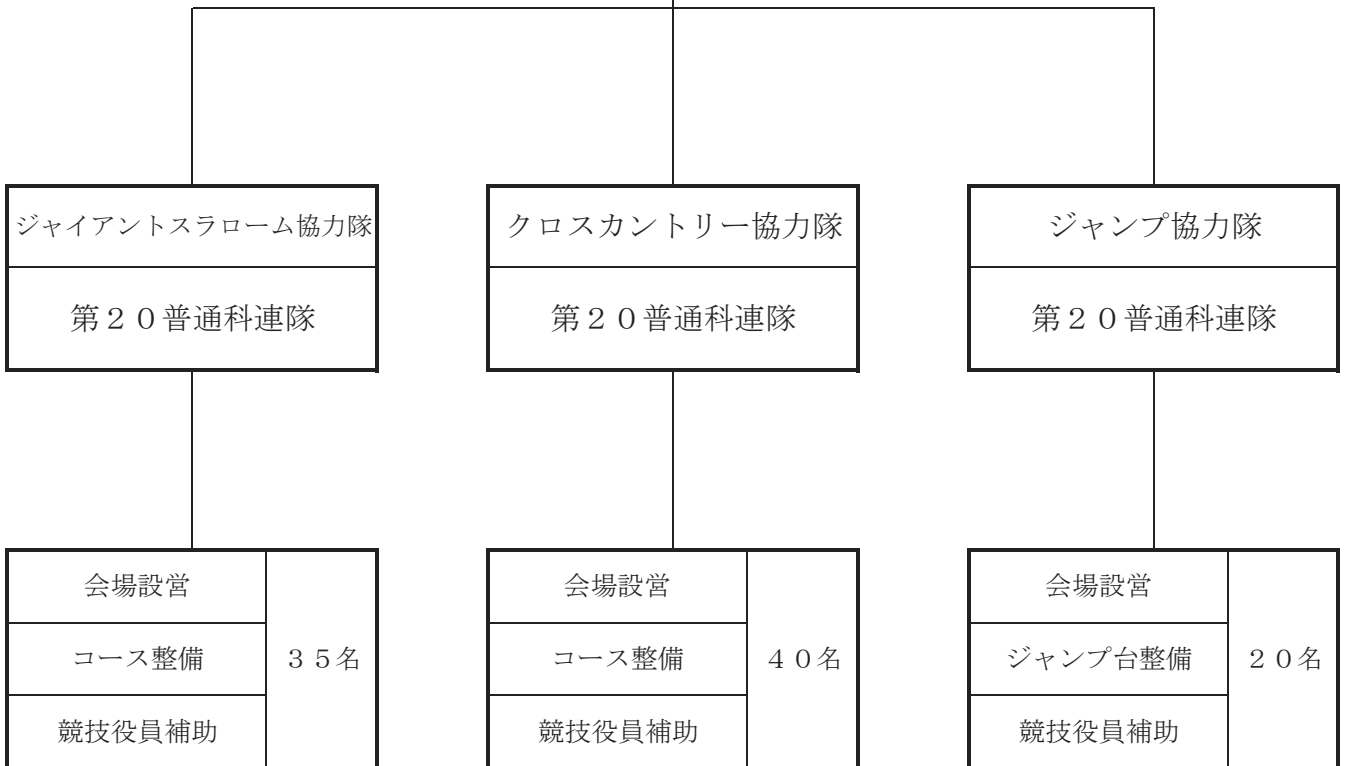 ジャイアントスラローム協力隊
第２０普通科連隊
クロスカントリー協力隊
第２０普通科連隊
ジャンプ協力隊
第２０普通科連隊
会場設営
コース整備
競技役員補助
３５名
会場設営
コース整備
競技役員補助
４０名
会場設営
ジャンプ台整備
競技役員補助
２０名